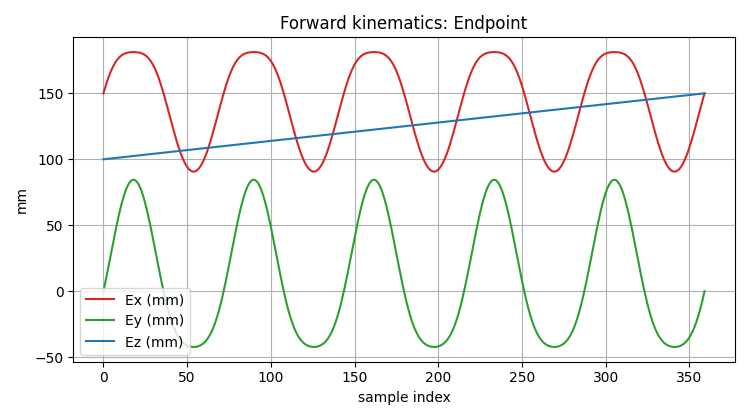 Forward kinematics: Endpoint
mm
150
100
50
0
−50
Ex (mm)
Ey (mm)
Ez (mm)
0 50 100 150 200 250 300 350
sample index